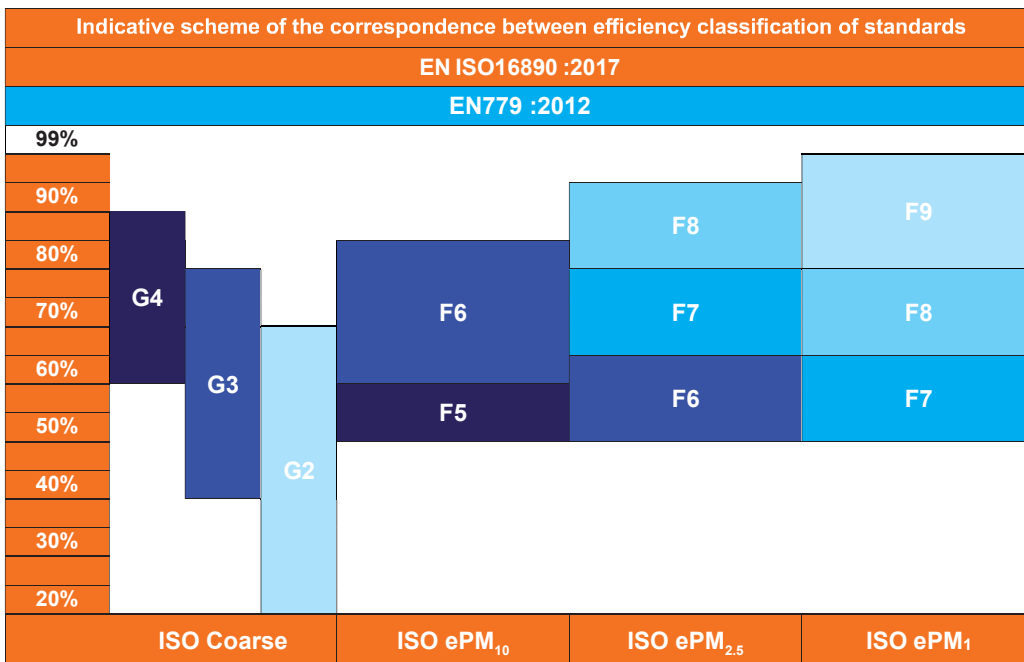 Indicative scheme of the correspondence between efficiency classification of standards
EN ISO16890 :2017
EN779 :2012
99%
90%
80%
70%
60%
50%
40%
30%
20%
G4
G3
G2
F6
F5
F8
F7
F6
F9
F8
F7
ISO Coarse
ISO ePM₁₀
ISO ePM₂.₅
ISO ePM₁